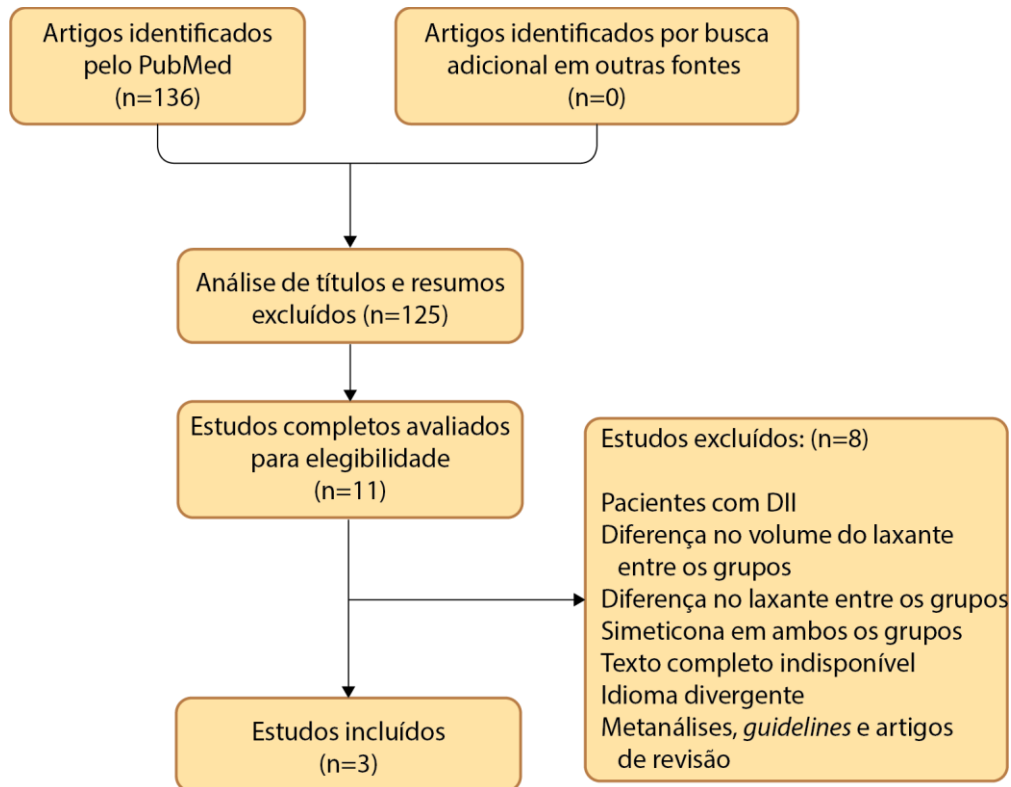 Artigos identificados
pelo PubMed
(n=136)
Artigos identificados por busca
adicional em outras fontes
(n=0)
Análise de títulos e resumos
excluídos (n=125)
Estudos completos avaliados
para elegibilidade
(n=11)
Estudos excluídos: (n=8)
Pacientes com DII
Diferença no volume do laxante
entre os grupos
Diferença no laxante entre os grupos
Simeticona em ambos os grupos
Texto completo indisponível
Idioma divergente
Metanálises, guidelines e artigos
de revisão
Estudos incluídos
(n=3)